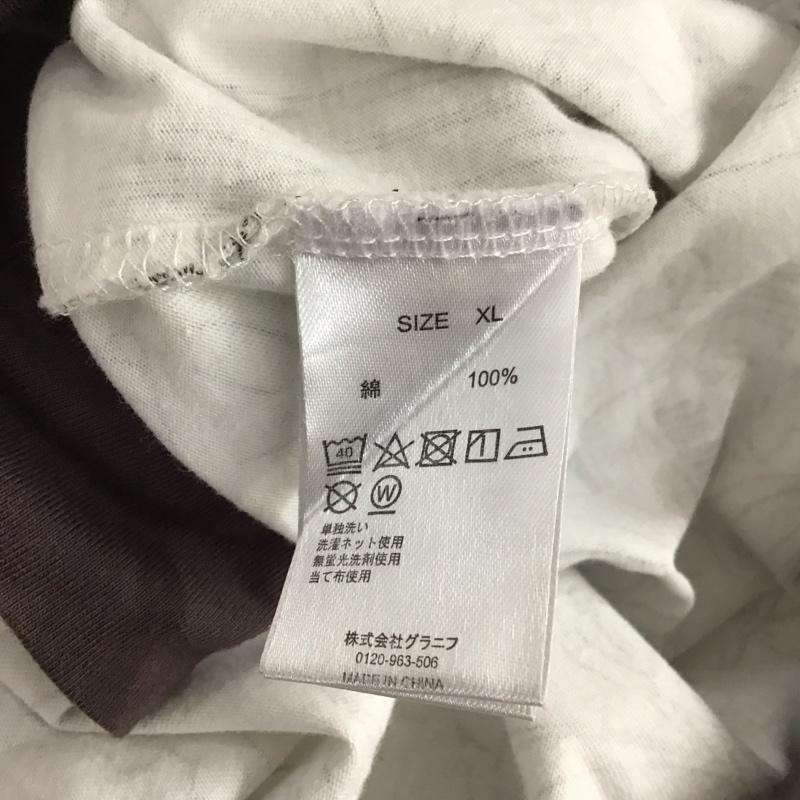 SIZE XL
綿 100%
40
W
単独洗い
洗濯ネット使用
無蛍光洗剤使用
当て布使用
株式会社グラニフ
0120-963-506
MADE IN CHINA